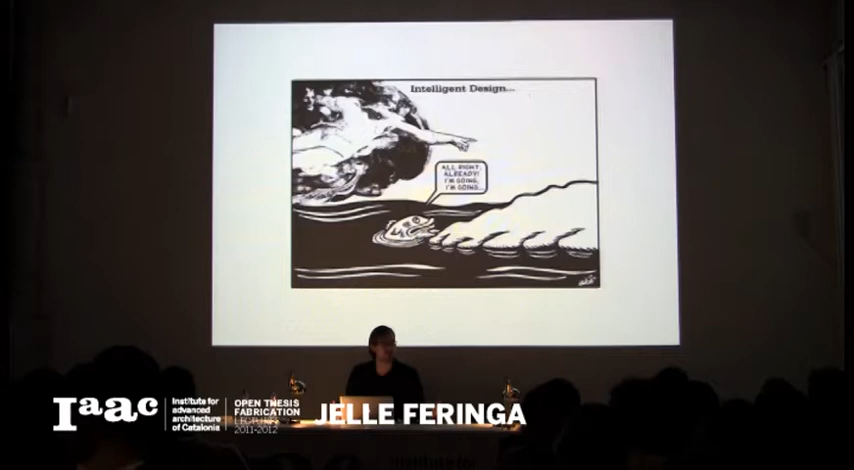 Intelligent Design...
ALL RIGHT,
ALREADY!
I'M GOING,
I'M GOING...
Iaac
Institute for
advanced
architecture
of Catalonia
OPEN THESIS
FABRICATION
LECTURES
2011-2012
JELLE FERINGA